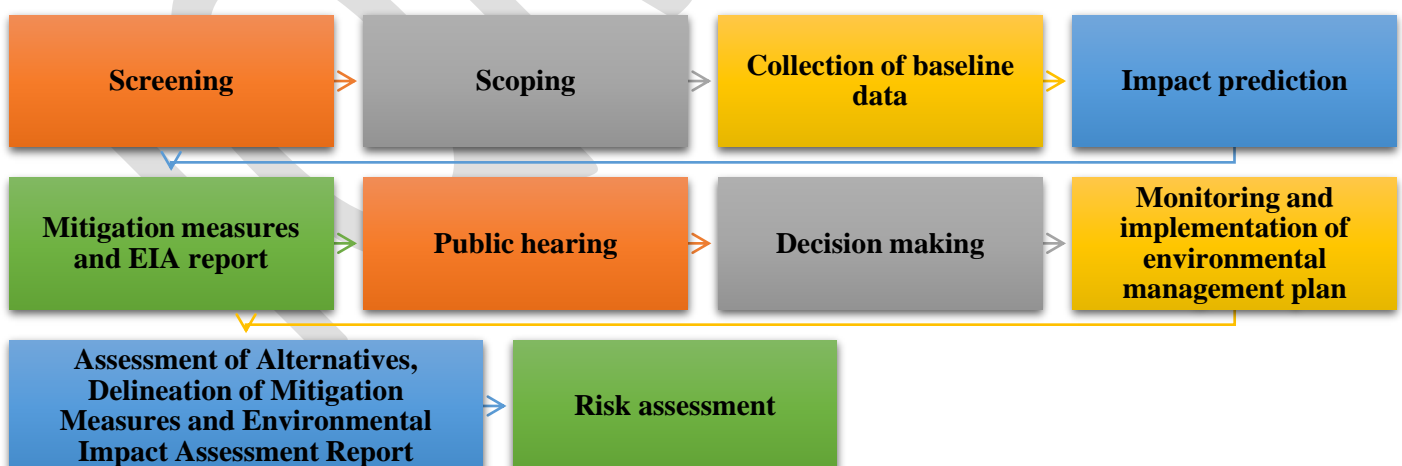 Screening
Scoping
Collection of baseline
data
Impact prediction
Mitigation measures
and EIA report
Public hearing
Decision making
Monitoring and
implementation of
environmental
management plan
Assessment of Alternatives,
Delineation of Mitigation
Measures and Environmental
Impact Assessment Report
Risk assessment